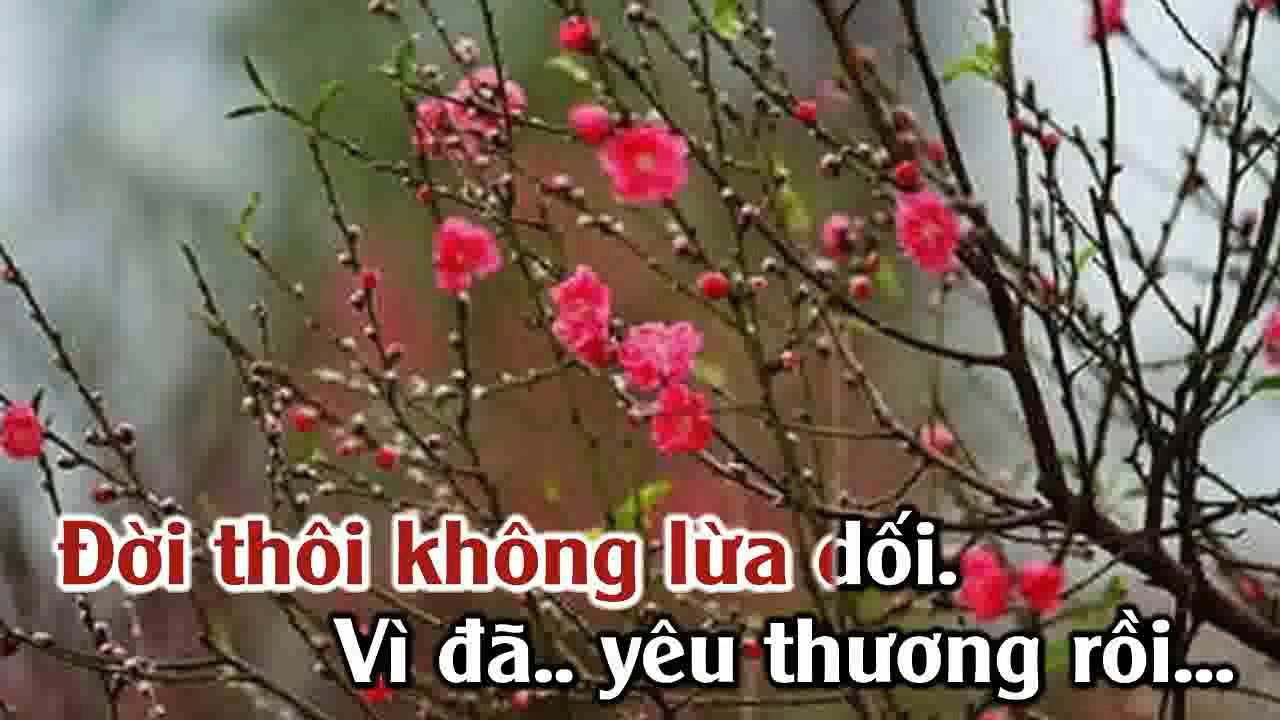 Đời thôi không lừa dối.
Vì đã.. yêu thương rồi...